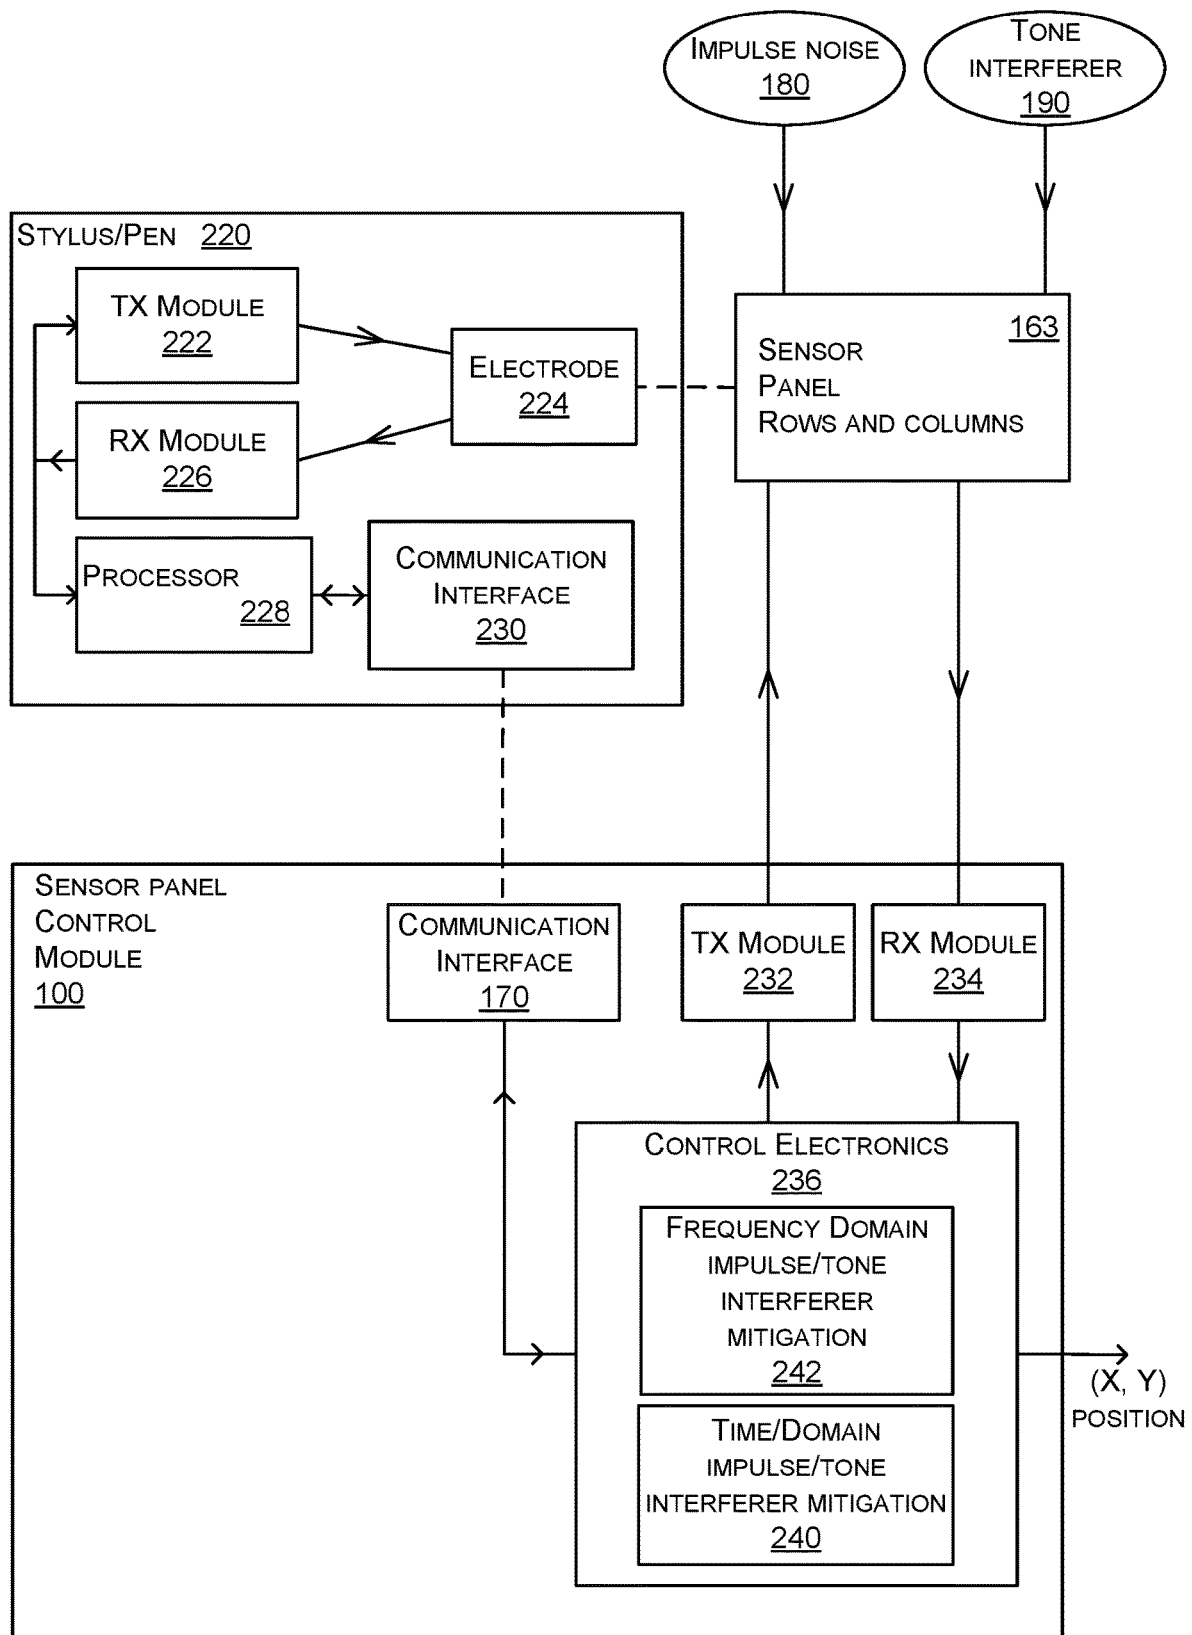 IMPULSE NOISE
180
TONE
INTERFERER
190
STYLUS/PEN 220
TX MODULE
222
ELECTRODE
224
RX MODULE
226
PROCESSOR
228
COMMUNICATION
INTERFACE
230
163
SENSOR
PANEL
ROWS AND COLUMNS
SENSOR PANEL
CONTROL
MODULE
100
COMMUNICATION
INTERFACE
170
TX MODULE
232
RX MODULE
234
CONTROL ELECTRONICS
236
FREQUENCY DOMAIN
IMPULSE/TONE
INTERFERER
MITIGATION
242
TIME/DOMAIN
IMPULSE/TONE
INTERFERER MITIGATION
240
(X, Y)
POSITION